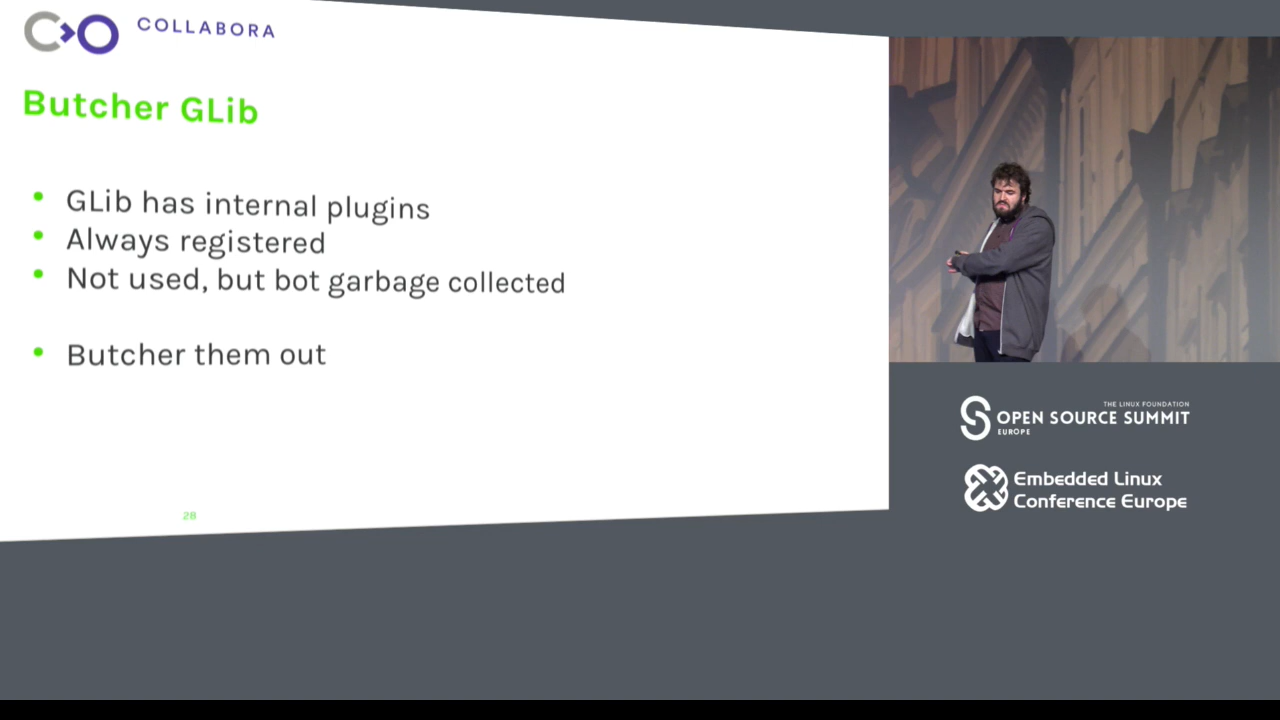 COLLABORA
Butcher GLib
GLib has internal plugins
Always registered
Not used, but bot garbage collected
Butcher them out
28
THE LINUX FOUNDATION
OPEN SOURCE SUMMIT
EUROPE
Embedded Linux
Conference Europe